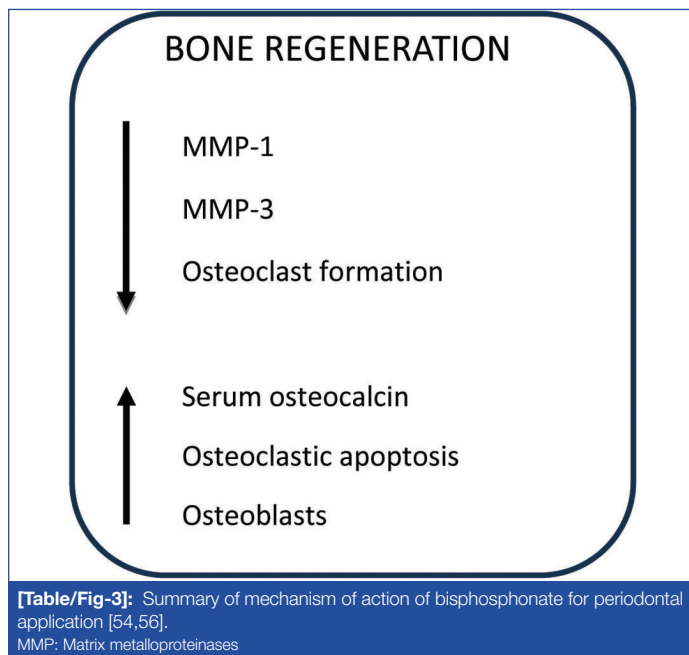 BONE REGENERATION
MMP-1
MMP-3
Osteoclast formation
Serum osteocalcin
Osteoclastic apoptosis
Osteoblasts
[Table/Fig-3]: Summary of mechanism of action of bisphosphonate for periodontal
application [54,56].
MMP: Matrix metalloproteinases